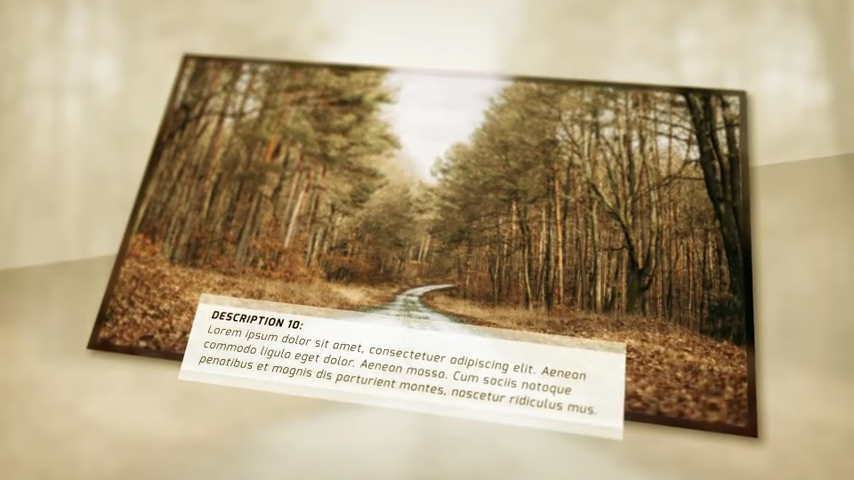 DESCRIPTION 10:
Lorem ipsum dolor sit amet, consectetuer adipiscing elit. Aenean
commodo ligula eget dolor. Aenean massa. Cum sociis natoque
penatibus et magnis dis parturient montes, nascetur ridiculus mus.